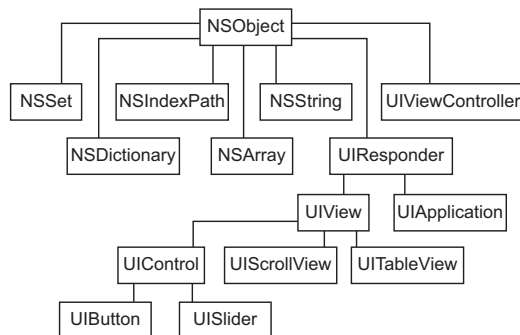 NSObject
NSSet
NSIndexPath
NSString
UIViewController
NSDictionary
NSArray
UIResponder
UIView
UIApplication
UIControl
UIScrollView
UITableView
UIButton
UISlider